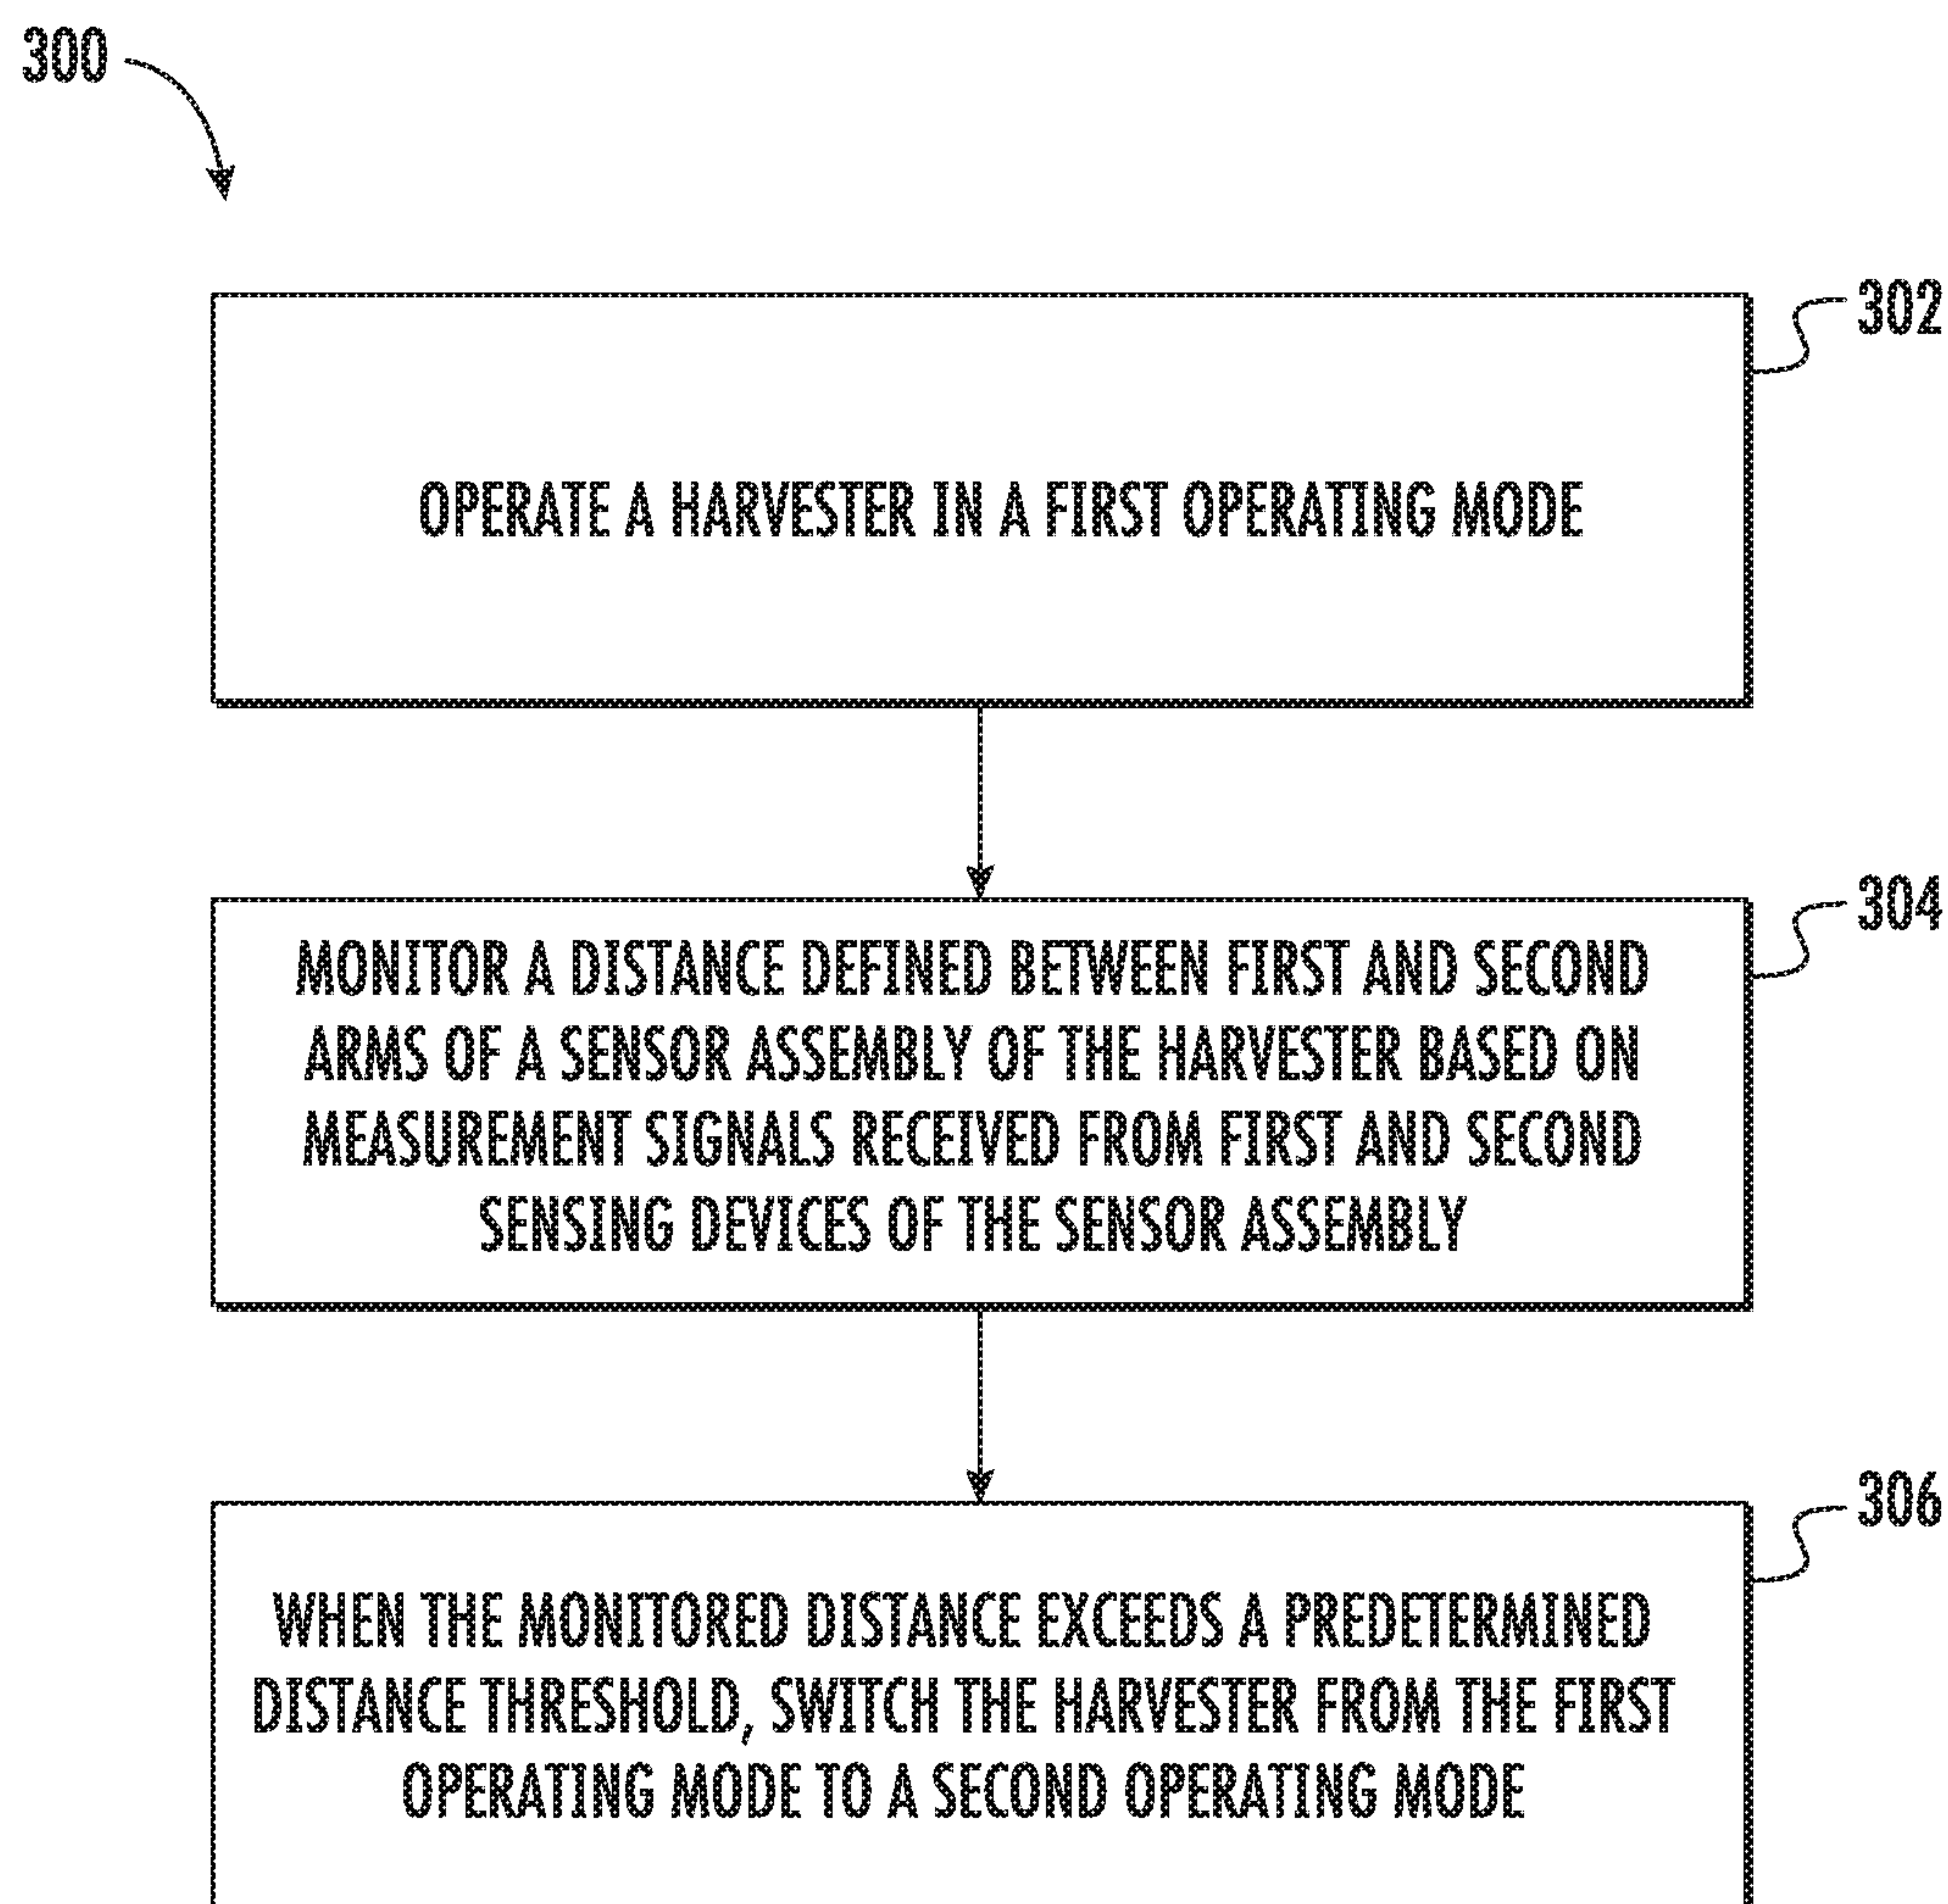 300
302
OPERATE A HARVESTER IN A FIRST OPERATING MODE
304
MONITOR A DISTANCE DEFINED BETWEEN FIRST AND SECOND
ARMS OF A SENSOR ASSEMBLY OF THE HARVESTER BASED ON
MEASUREMENT SIGNALS RECEIVED FROM FIRST AND SECOND
SENSING DEVICES OF THE SENSOR ASSEMBLY
306
WHEN THE MONITORED DISTANCE EXCEEDS A PREDETERMINED
DISTANCE THRESHOLD, SWITCH THE HARVESTER FROM THE FIRST
OPERATING MODE TO A SECOND OPERATING MODE